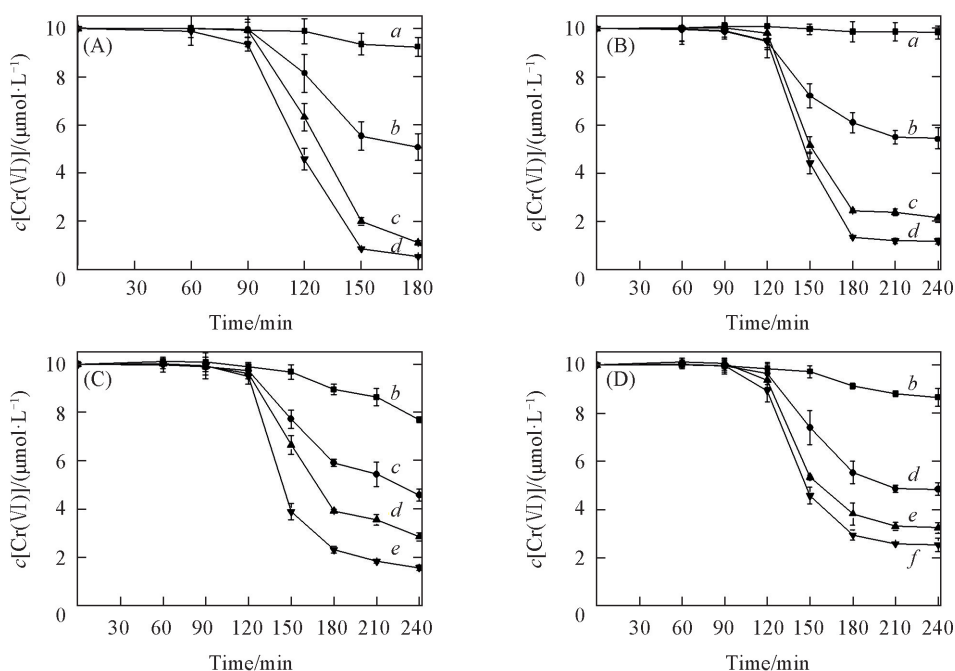 (A)
a
b
c
d
c[Cr(Ⅵ)]/(μmol·L⁻¹)
10
8
6
4
2
0
30 60 90 120 150 180
Time/min
(B)
a
b
c
d
c[Cr(Ⅵ)]/(μmol·L⁻¹)
10
8
6
4
2
0
30 60 90 120 150 180 210 240
Time/min
(C)
b
c
d
e
c[Cr(Ⅵ)]/(μmol·L⁻¹)
10
8
6
4
2
0
30 60 90 120 150 180 210 240
Time/min
(D)
b
d
e
f
c[Cr(Ⅵ)]/(μmol·L⁻¹)
10
8
6
4
2
0
30 60 90 120 150 180 210 240
Time/min